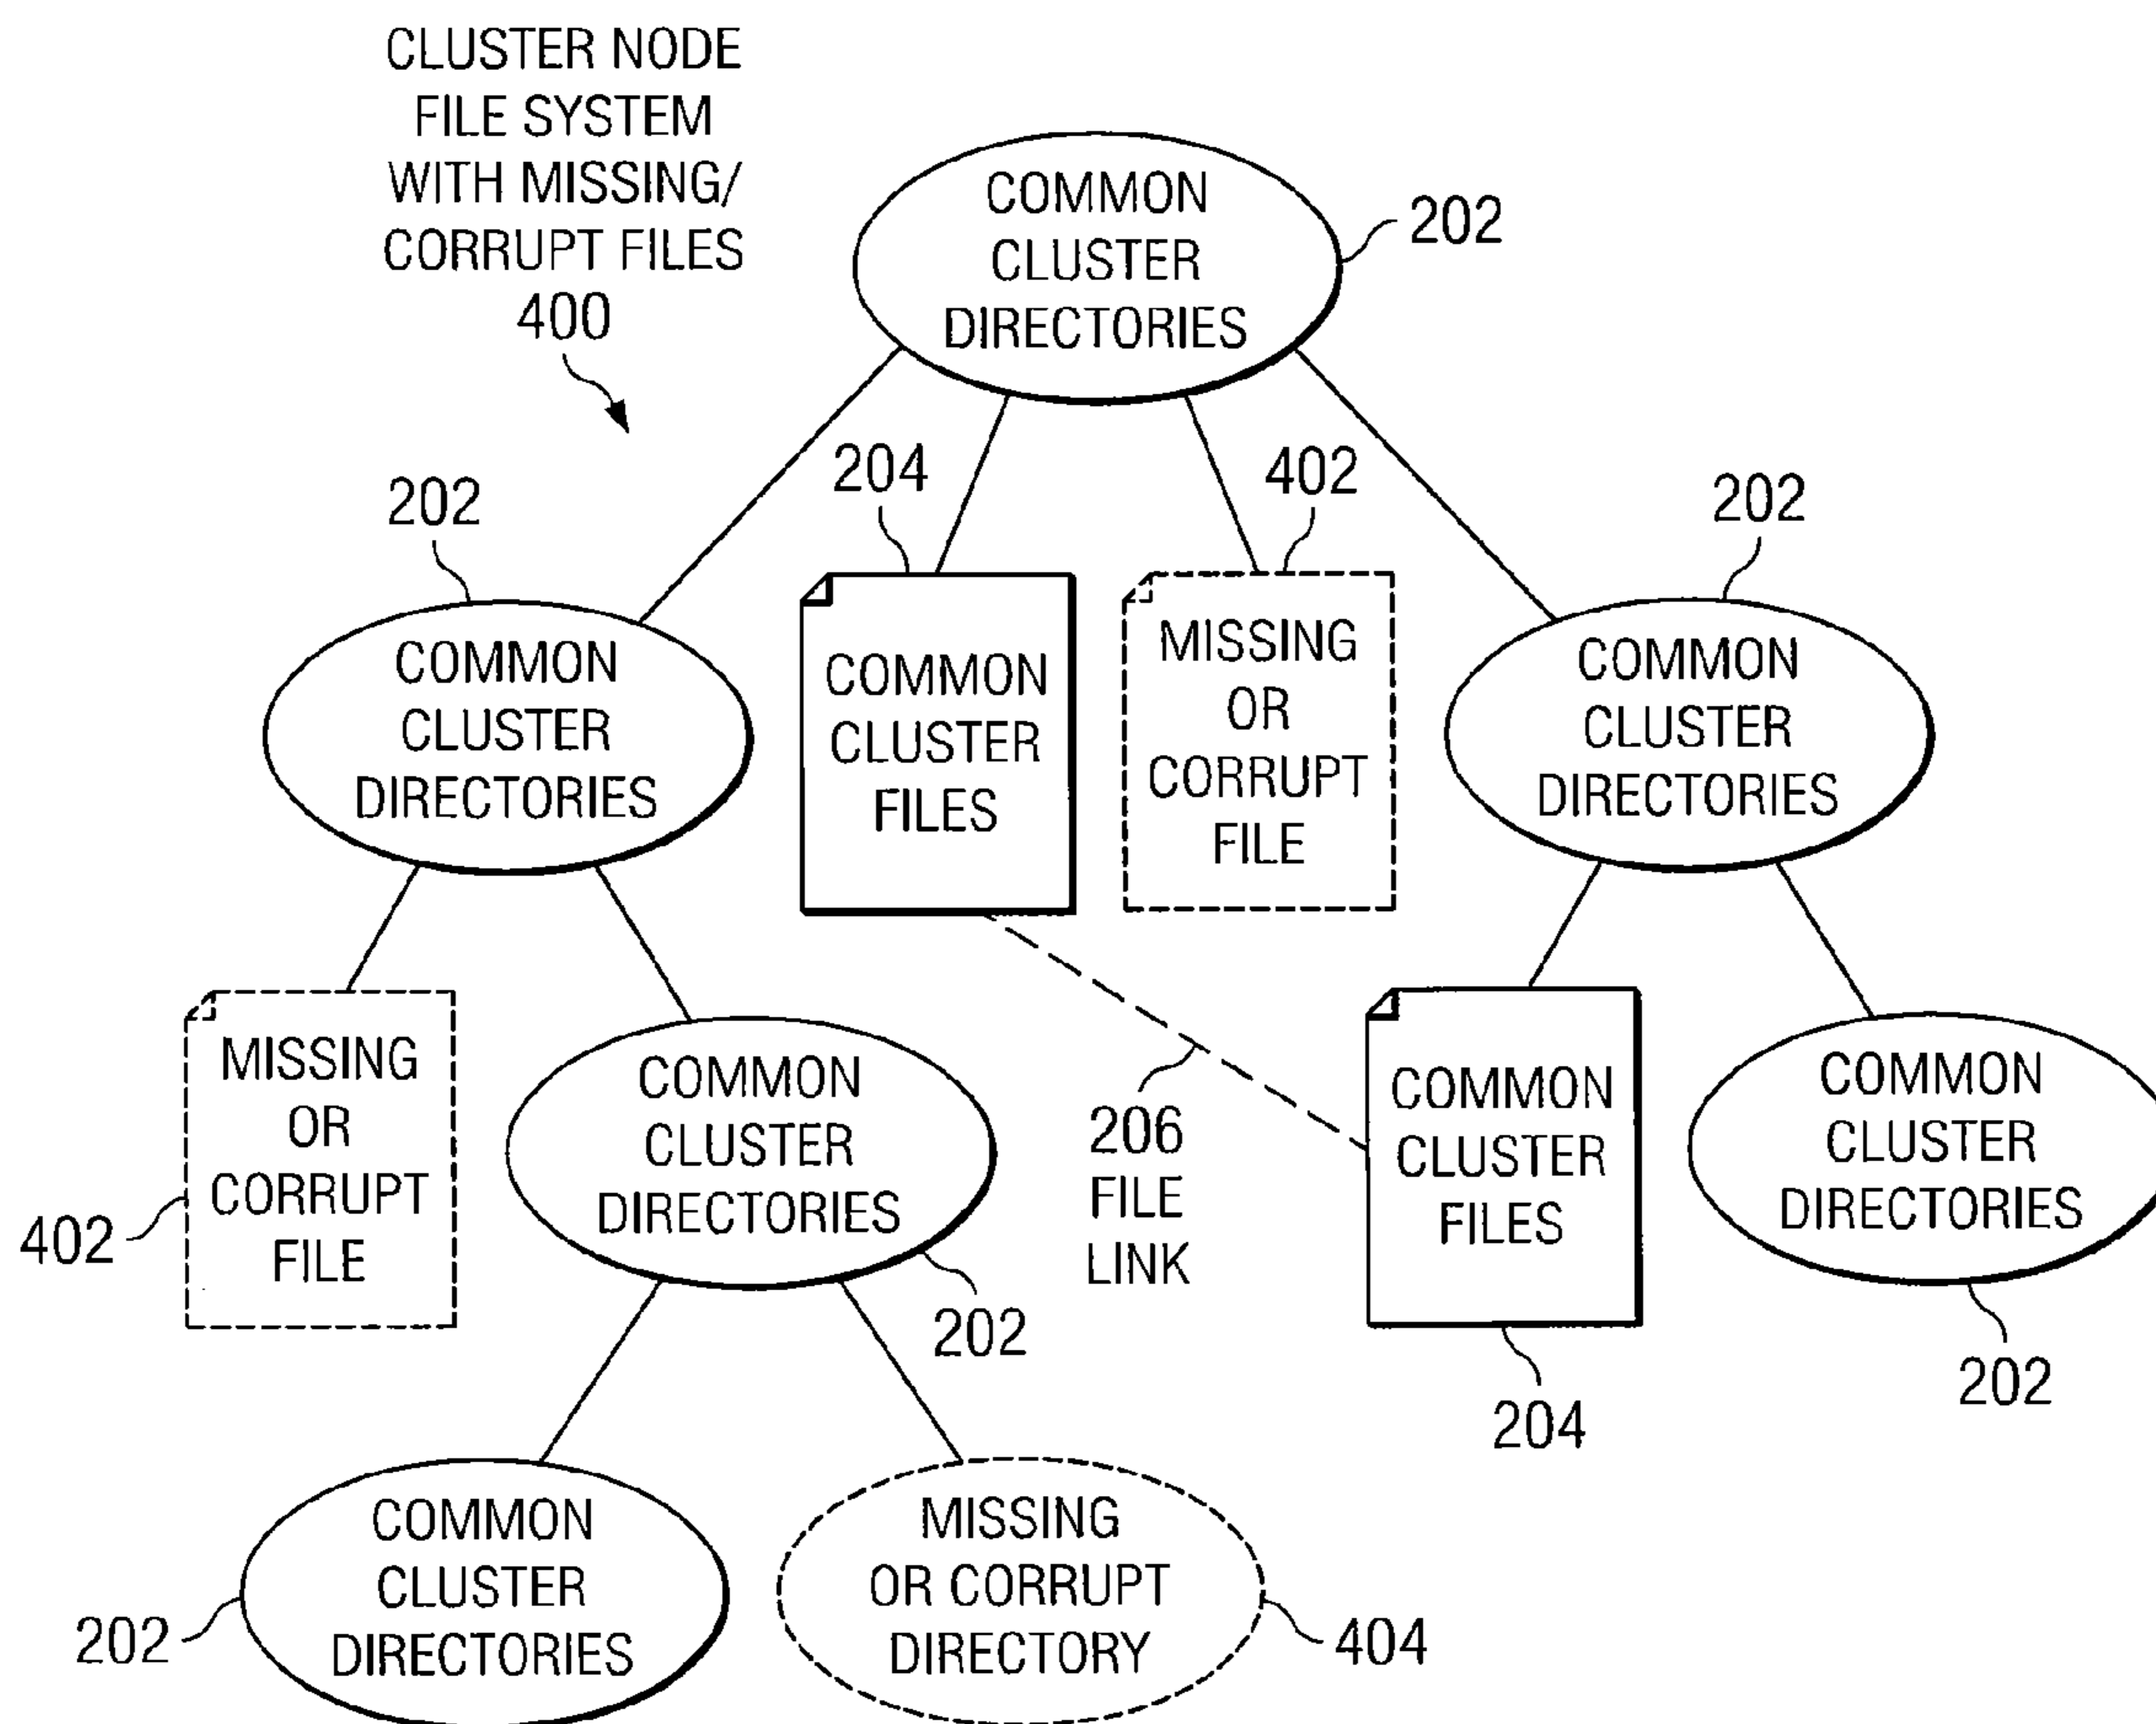 CLUSTER NODE
FILE SYSTEM
WITH MISSING/
CORRUPT FILES
400
COMMON
CLUSTER
DIRECTORIES
202
202
204
402
202
COMMON
CLUSTER
DIRECTORIES
COMMON
CLUSTER
FILES
MISSING
OR
CORRUPT
FILE
COMMON
CLUSTER
DIRECTORIES
MISSING
OR
CORRUPT
FILE
402
COMMON
CLUSTER
DIRECTORIES
202
206
FILE
LINK
COMMON
CLUSTER
FILES
204
COMMON
CLUSTER
DIRECTORIES
202
COMMON
CLUSTER
DIRECTORIES
202
MISSING
OR CORRUPT
DIRECTORY
404